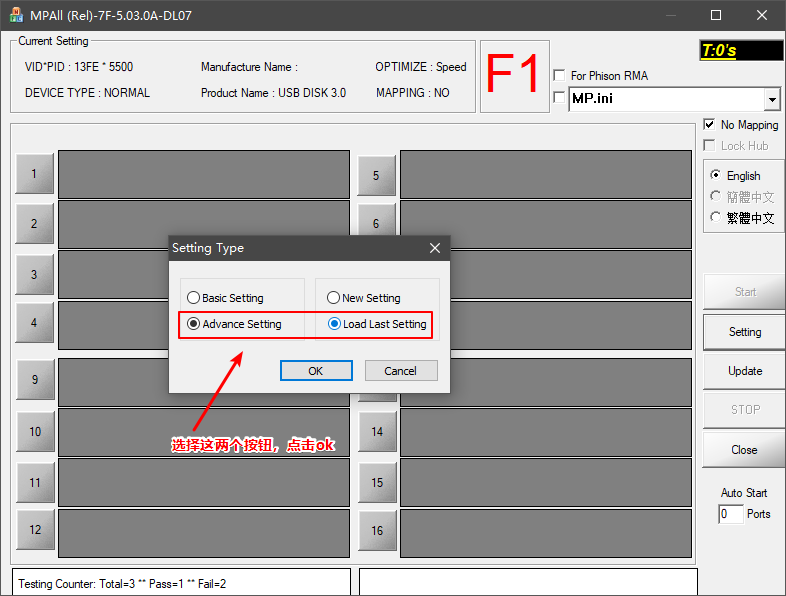 MPAll (Rel)-7F-5.03.0A-DL07
Current Setting
VID*PID : 13FE * 5500 Manufacture Name : OPTIMIZE : Speed
DEVICE TYPE : NORMAL Product Name : USB DISK 3.0 MAPPING : NO
F1
T:0's
For Phison RMA
MP.ini
No Mapping
Lock Hub
English
簡體中文
繁體中文
1
5
2
6
3
4
9
10
14
11
15
12
16
Setting Type
Basic Setting New Setting
Advance Setting Load Last Setting
OK Cancel
选择这两个按钮，点击ok
Start
Setting
Update
STOP
Close
Auto Start
0 Ports
Testing Counter: Total=3 ** Pass=1 ** Fail=2